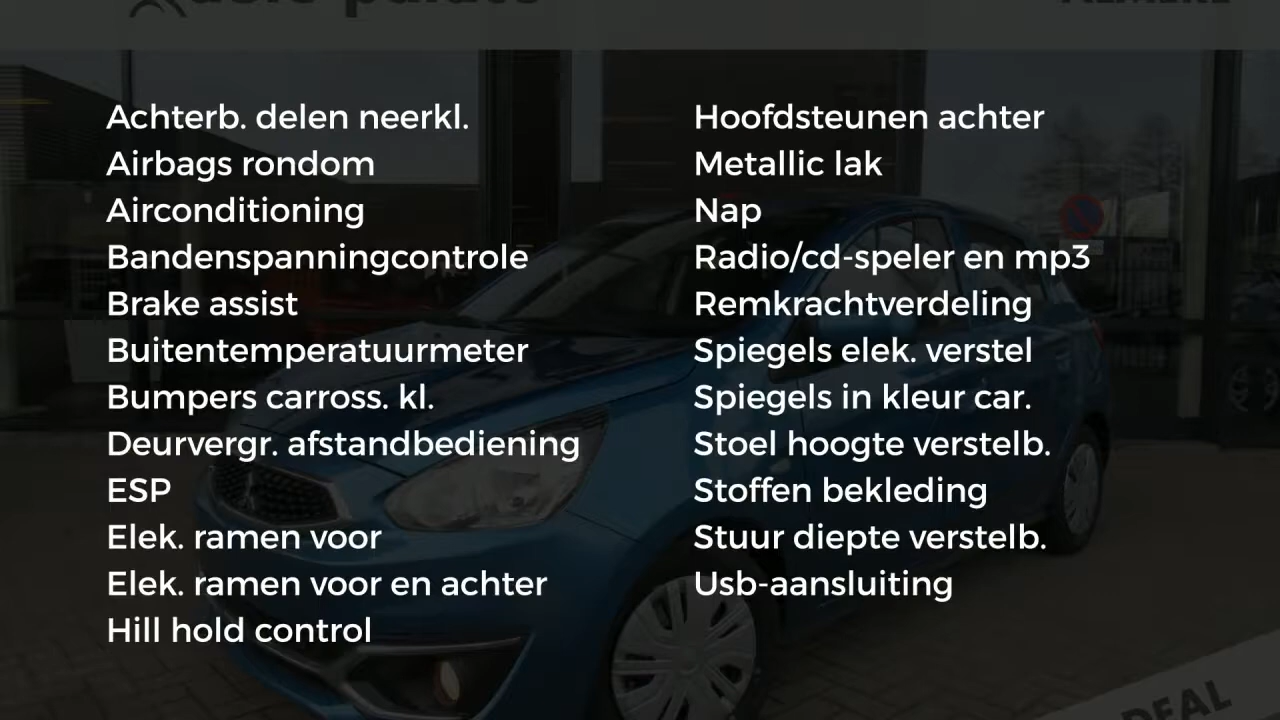 Achterb. delen neerkl.
Airbags rondom
Airconditioning
Bandenspanningcontrole
Brake assist
Buitentemperatuurmeter
Bumpers carross. kl.
Deurvergr. afstandbediening
ESP
Elek. ramen voor
Elek. ramen voor en achter
Hill hold control
Hoofdsteunen achter
Metallic lak
Nap
Radio/cd-speler en mp3
Remkrachtverdeling
Spiegels elek. verstel
Spiegels in kleur car.
Stoel hoogte verstelb.
Stoffen bekleding
Stuur diepte verstelb.
Usb-aansluiting